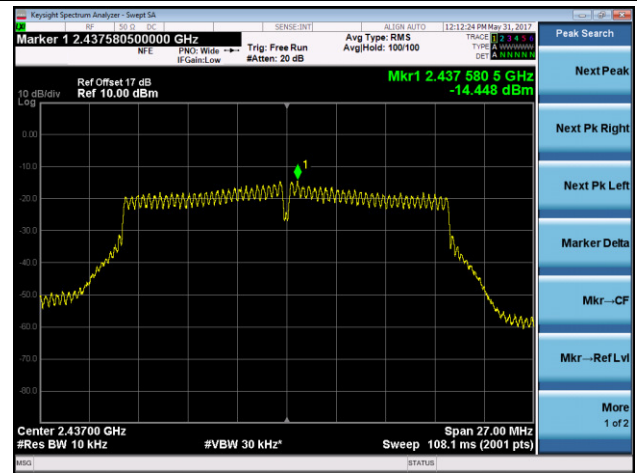 Keysight Spectrum Analyzer - Swept SA
RF 50 Ω DC SENSE:INT ALIGN AUTO 12:12:24 PM May 31, 2017
Marker 1 2.437580500000 GHz
NFE PNO: Wide Trig: Free Run Avg Type: RMS TRACE 1 2 3 4 5 6
IFGain:Low #Atten: 20 dB Avg|Hold: 100/100 TYPE A WWWWW
DET A N N N N N
Peak Search
Ref Offset 17 dB
10 dB/div Ref 10.00 dBm
Log
Mkr1 2.437 580 5 GHz
-14.448 dBm
0.00
-10.0
-20.0
-30.0
-40.0
-50.0
-60.0
-70.0
-80.0
1
Center 2.43700 GHz Span 27.00 MHz
#Res BW 10 kHz #VBW 30 kHz* Sweep 108.1 ms (2001 pts)
MSG STATUS
Next Peak
Next Pk Right
Next Pk Left
Marker Delta
Mkr→CF
Mkr→Ref Lvl
More
1 of 2